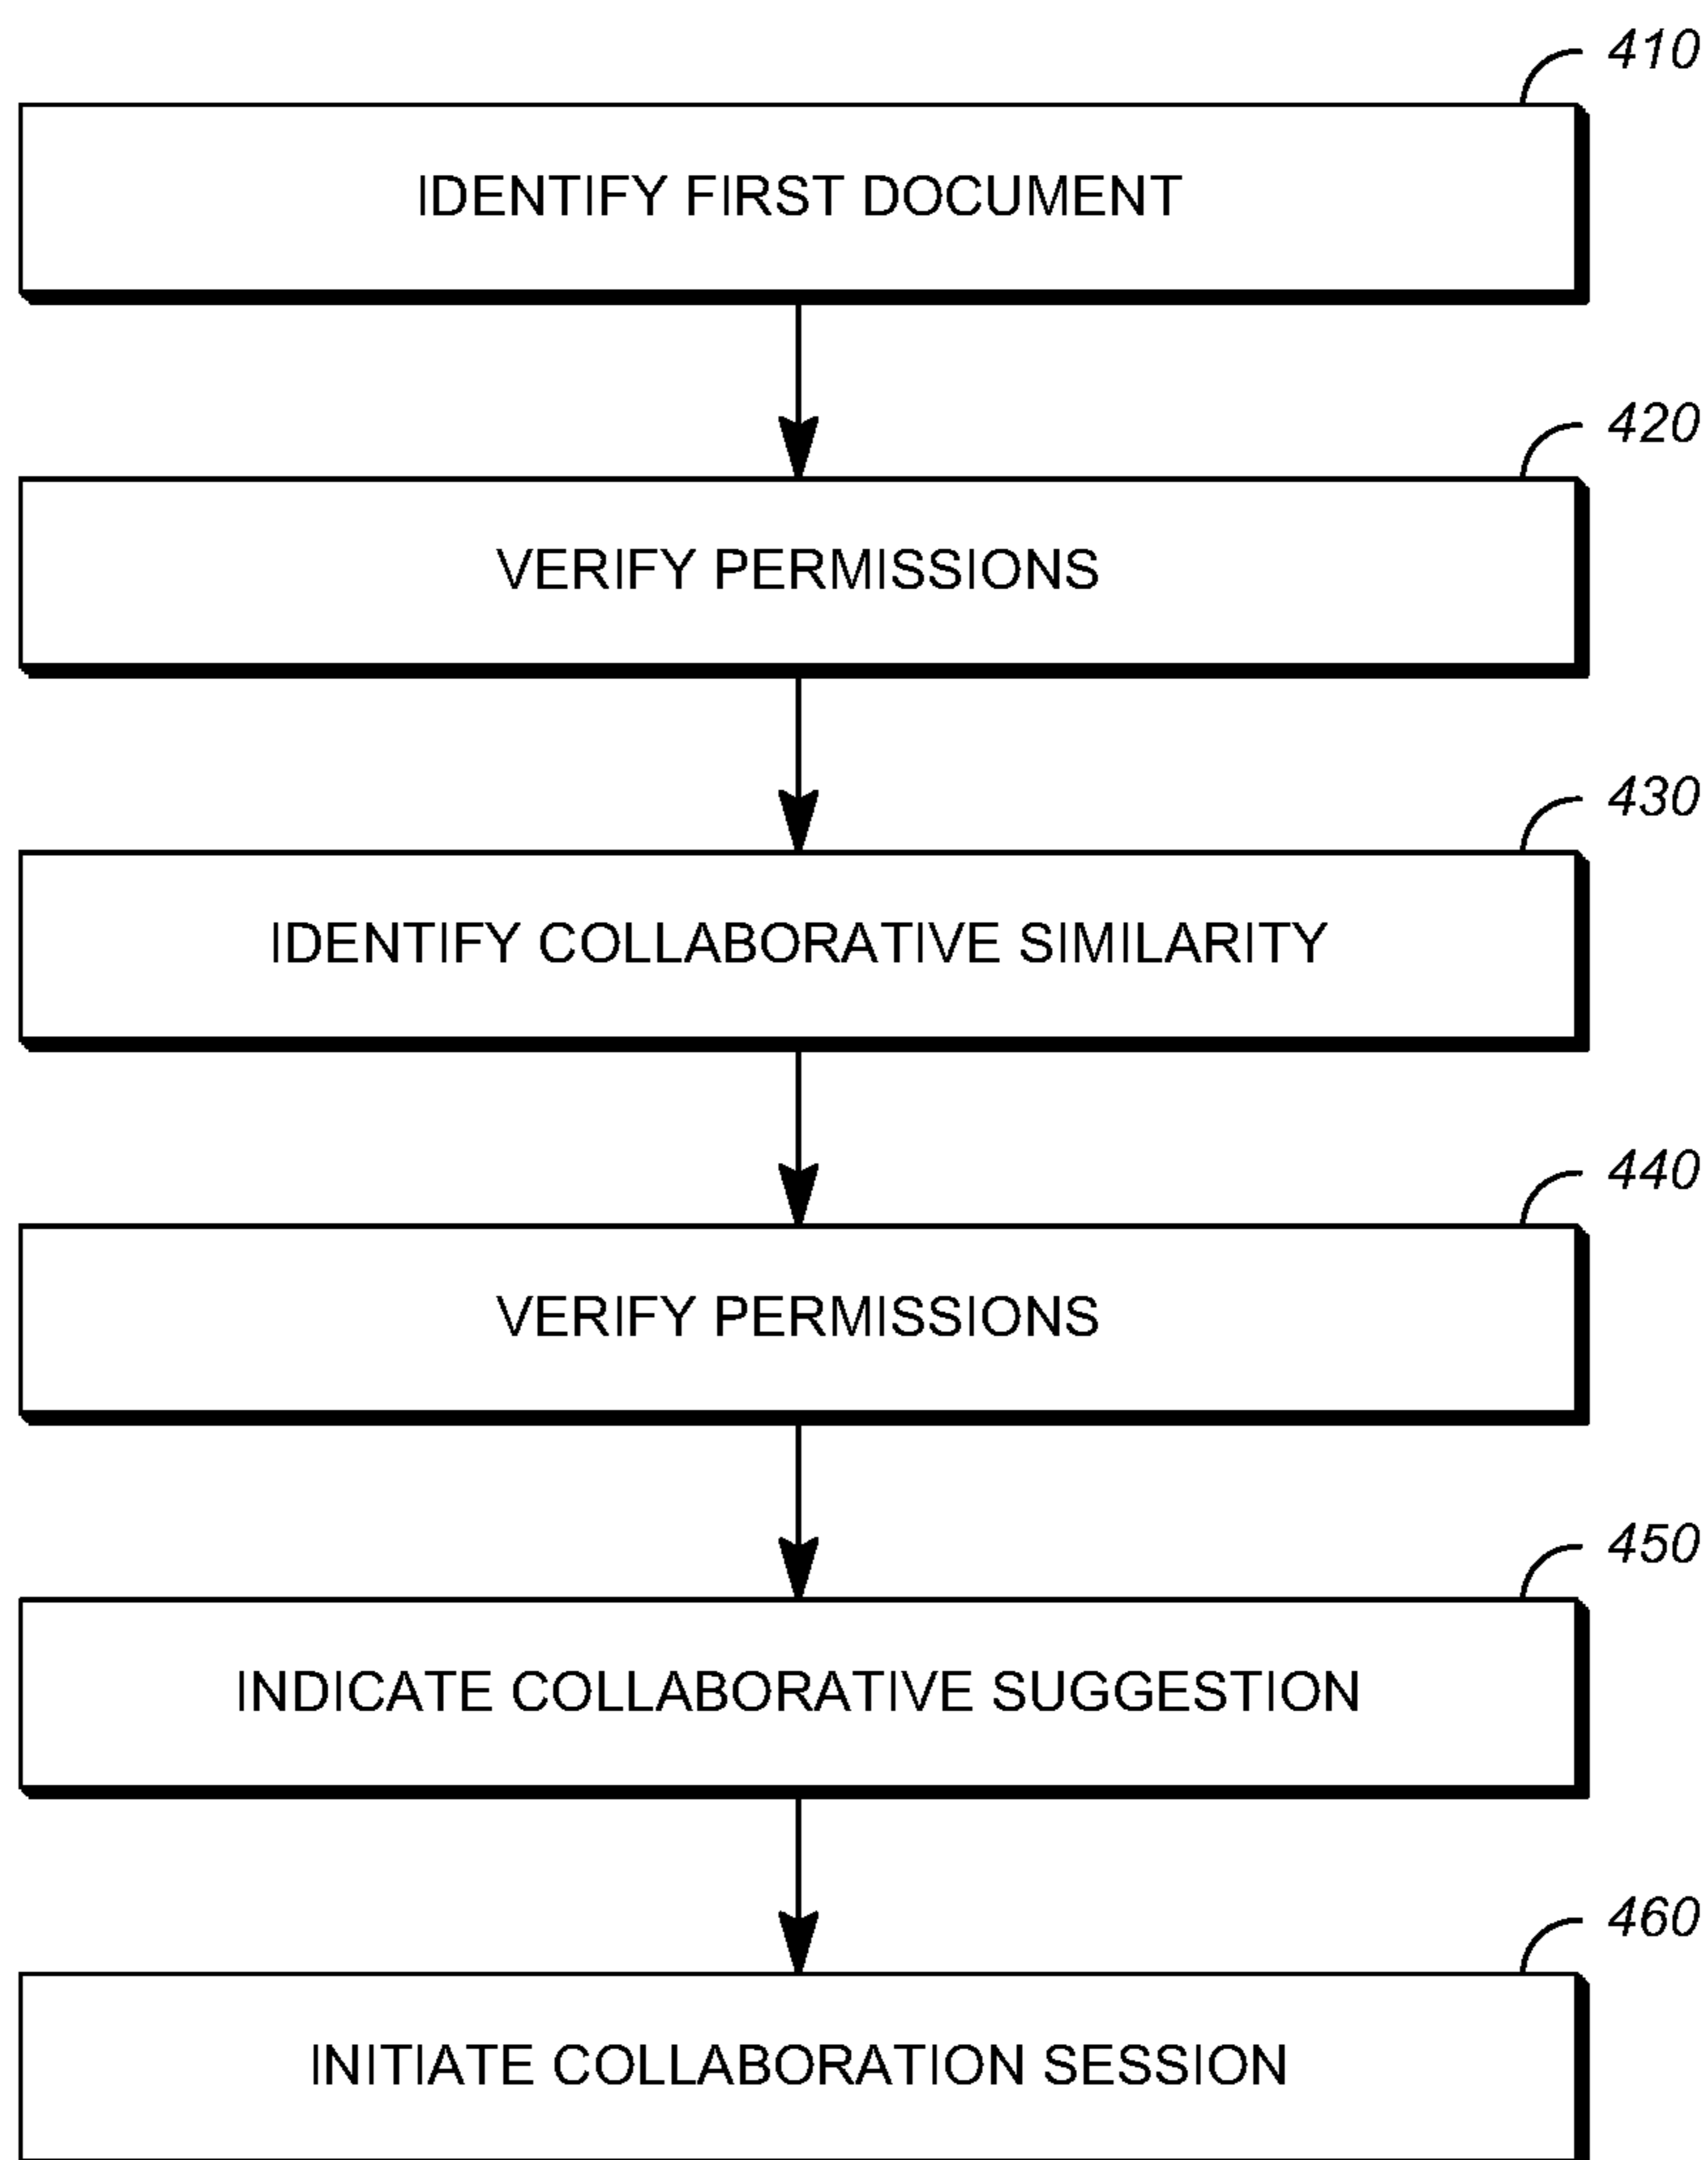 410
IDENTIFY FIRST DOCUMENT
420
VERIFY PERMISSIONS
430
IDENTIFY COLLABORATIVE SIMILARITY
440
VERIFY PERMISSIONS
450
INDICATE COLLABORATIVE SUGGESTION
460
INITIATE COLLABORATION SESSION